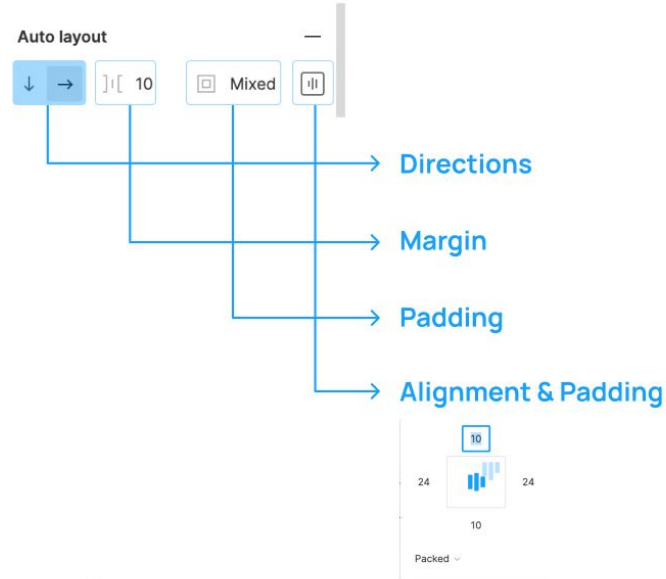 Auto layout
10
Mixed
Directions
Margin
Padding
Alignment & Padding
10
24
24
10
Packed